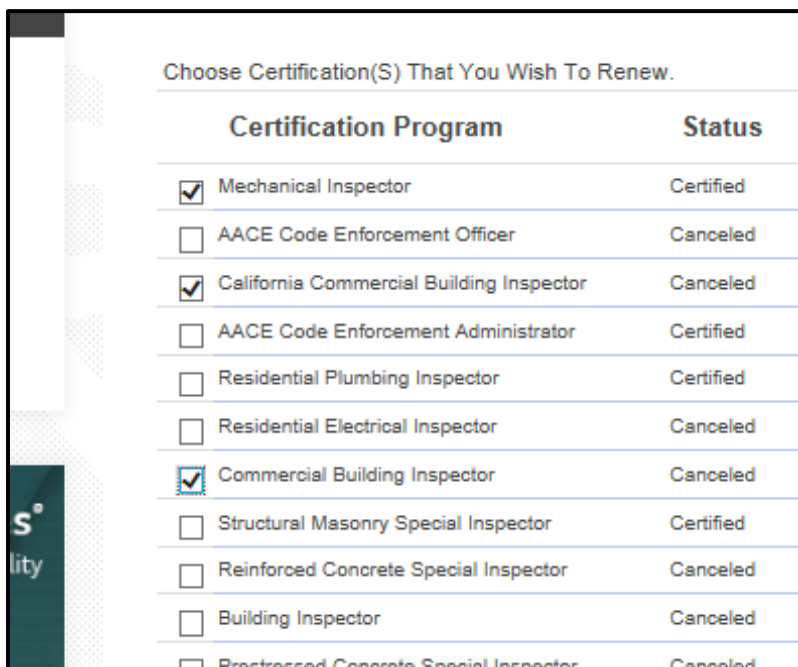 Choose Certification(S) That You Wish To Renew.
Certification Program Status
Mechanical Inspector Certified
AACE Code Enforcement Officer Canceled
California Commercial Building Inspector Canceled
AACE Code Enforcement Administrator Certified
Residential Plumbing Inspector Certified
Residential Electrical Inspector Canceled
Commercial Building Inspector Canceled
s®
Structural Masonry Special Inspector Certified
lity
Reinforced Concrete Special Inspector Canceled
Building Inspector Canceled
Prestressed Concrete Special Inspector Canceled